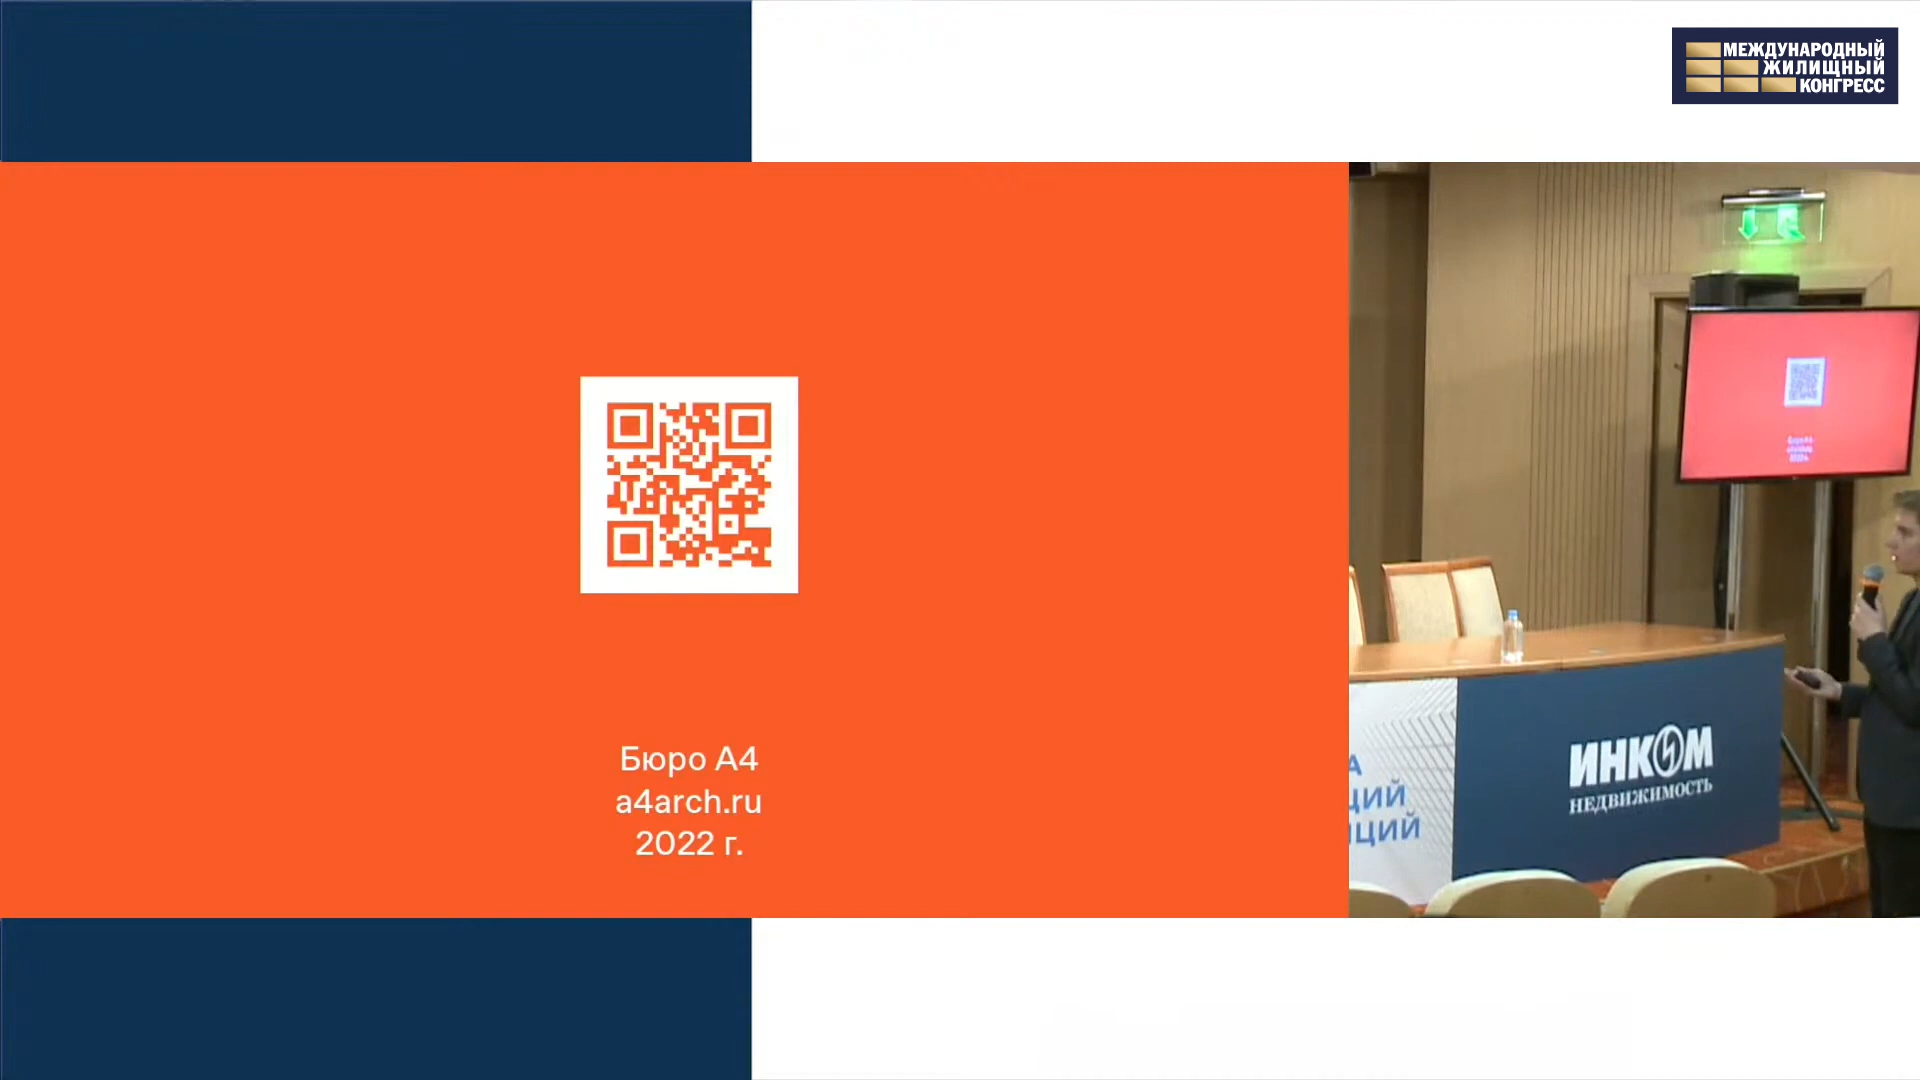 МЕЖДУНАРОДНЫЙ
ЖИЛИЩНЫЙ
КОНГРЕСС
Бюро А4
a4arch.ru
2022 г.
ИНКОМ
НЕДВИЖИМОСТЬ